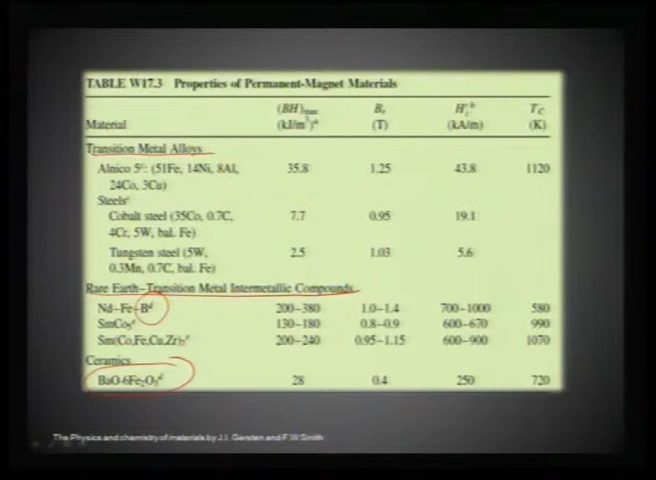 TABLE W17.3 Properties of Permanent-Magnet Materials
(BH)max Br Hcb TC
Material (kJ/m3)a (T) (kA/m) (K)
Transition Metal Alloys
Alnico 5c: (51Fe, 14Ni, 8Al, 35.8 1.25 43.8 1120
24Co, 3Cu)
Steelsc
Cobalt steel (35Co, 0.7C, 7.7 0.95 19.1
4Cr, 5W, bal. Fe)
Tungsten steel (5W, 2.5 1.03 5.6
0.3Mn, 0.7C, bal. Fe)
Rare Earth–Transition Metal Intermetallic Compounds
Nd–Fe–Bd 200–380 1.0–1.4 700–1000 580
SmCo5e 130–180 0.8–0.9 600–670 990
Sm(Co,Fe,Cu,Zr)7e 200–240 0.95–1.15 600–900 1070
Ceramics
BaO·6Fe2O3d 28 0.4 250 720
The Physics and chemistry of materials by J.I. Gersten and F.W Smith